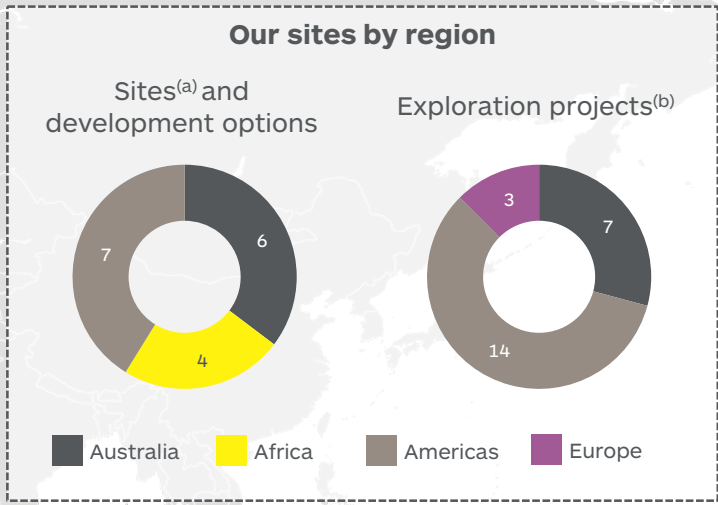 Our sites by region
Sites(a) and
development options
Exploration projects(b)
7
6
4
3
7
14
Australia
Africa
Americas
Europe